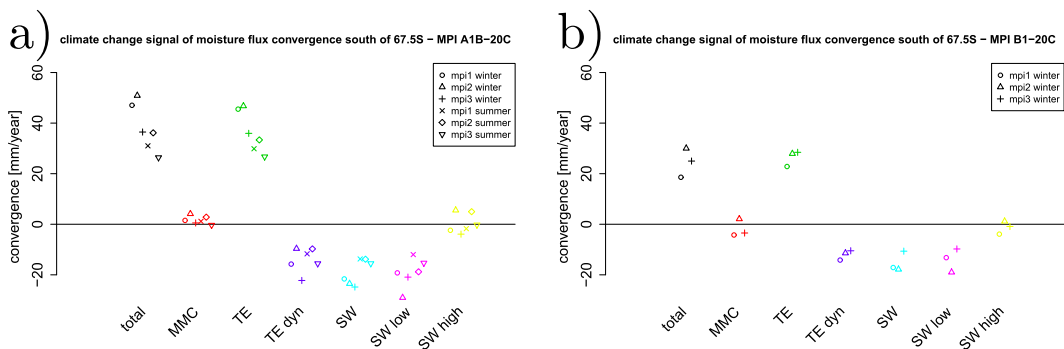 a)
climate change signal of moisture flux convergence south of 67.5S − MPI A1B−20C
convergence [mm/year]
60
40
20
0
−20
mpi1 winter
mpi2 winter
mpi3 winter
mpi1 summer
mpi2 summer
mpi3 summer
total
MMC
TE
TE dyn
SW
SW low
SW high
b)
climate change signal of moisture flux convergence south of 67.5S − MPI B1−20C
convergence [mm/year]
60
40
20
0
−20
mpi1 winter
mpi2 winter
mpi3 winter
total
MMC
TE
TE dyn
SW
SW low
SW high